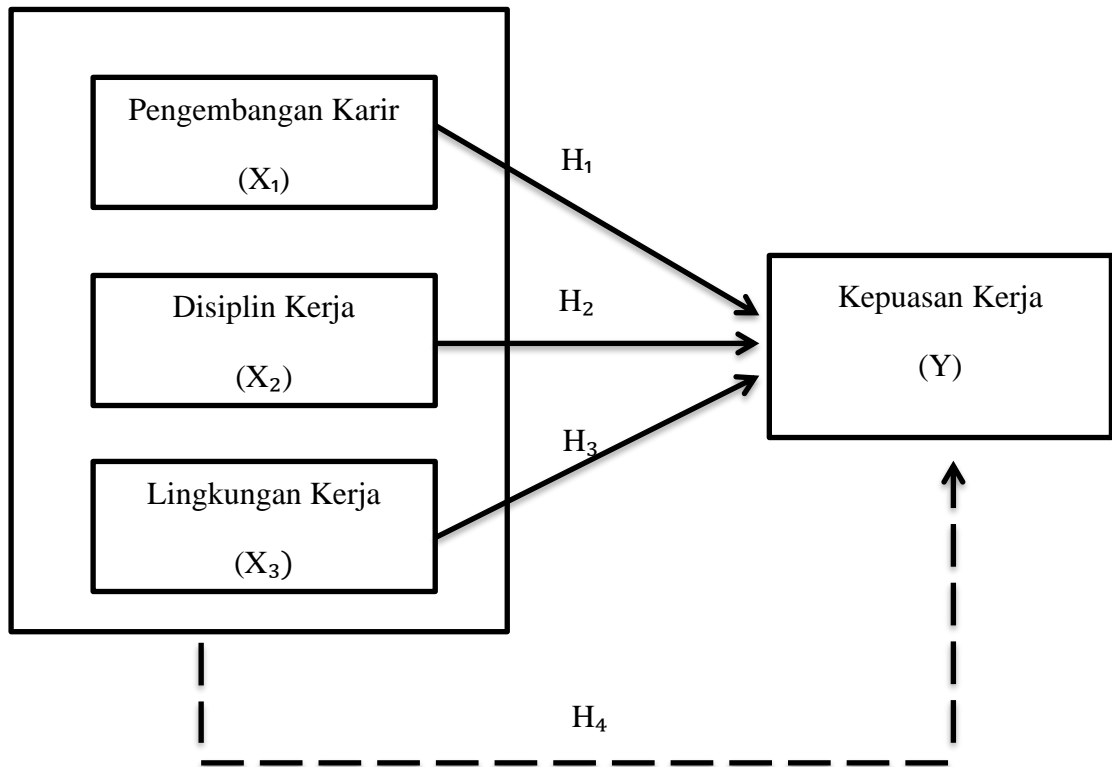 Pengembangan Karir
(X₁)
H₁
Disiplin Kerja
(X₂)
H₂
Kepuasan Kerja
(Y)
H₃
Lingkungan Kerja
(X₃)
H₄